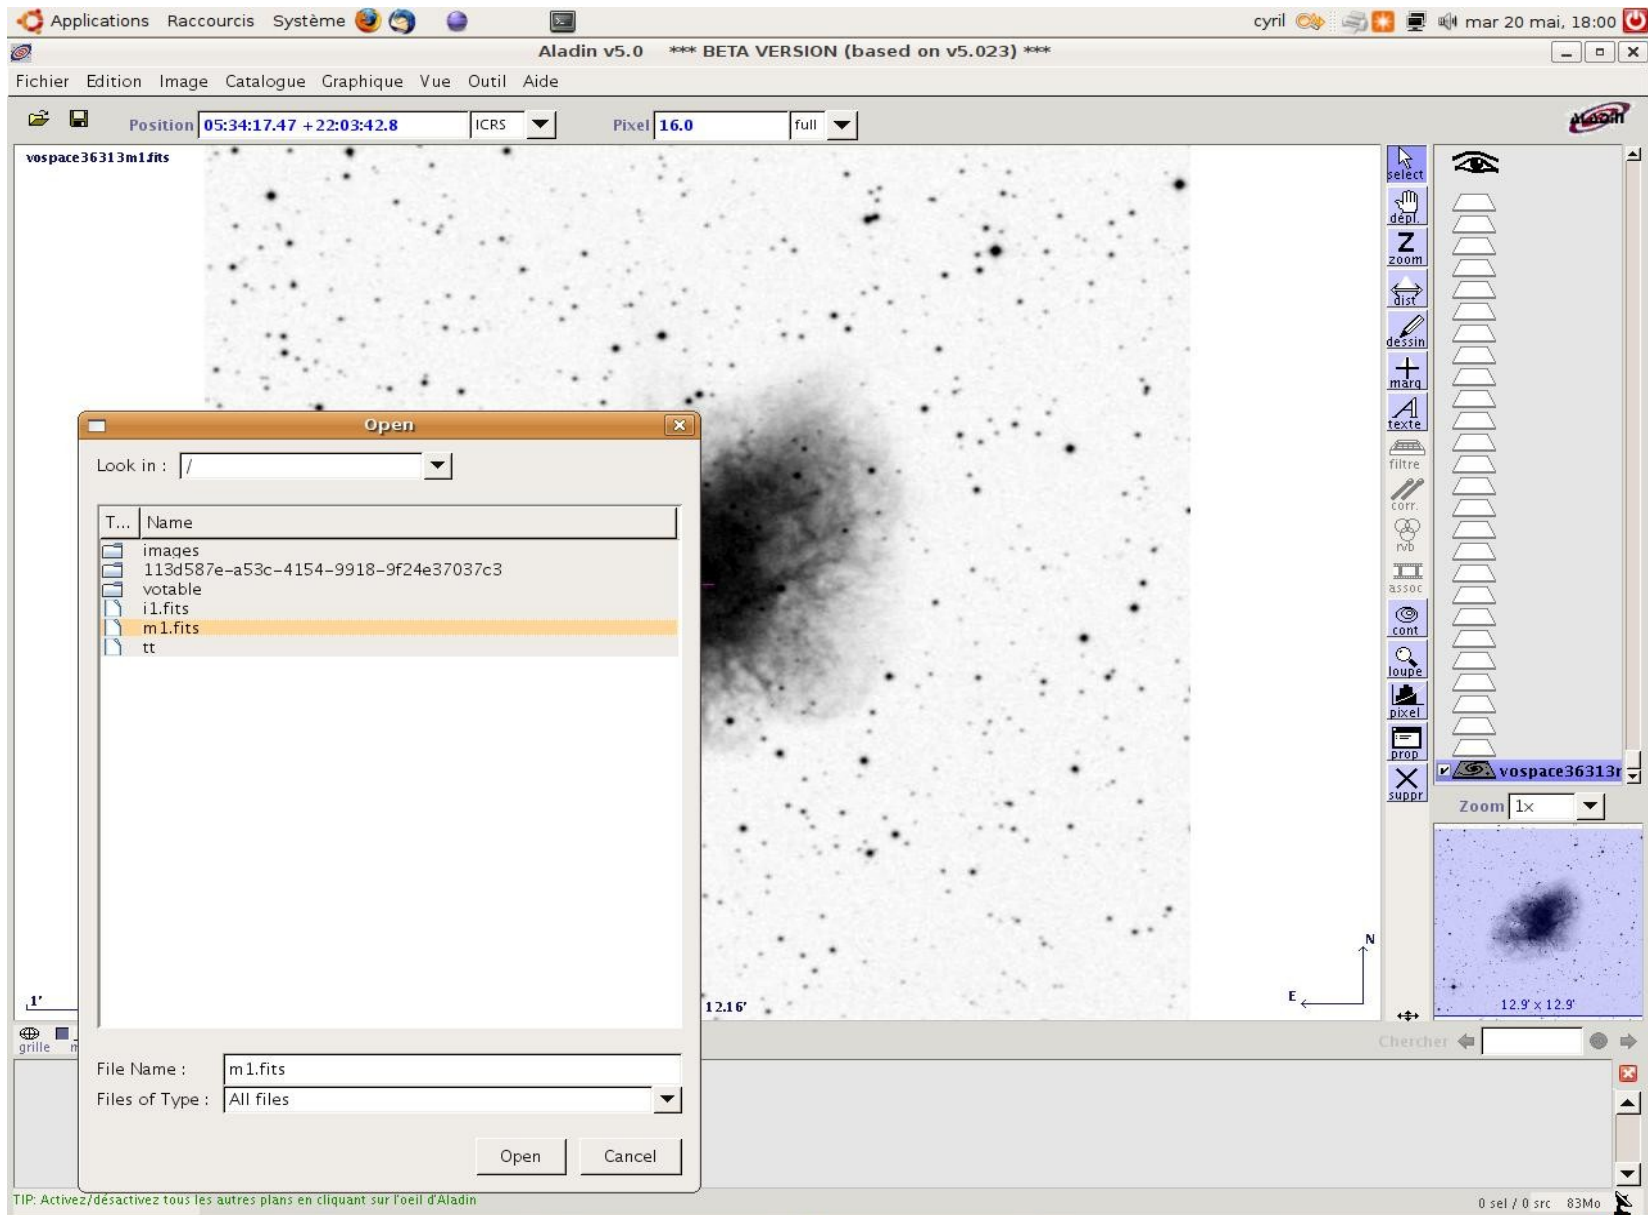 Applications Raccourcis Système cyril mar 20 mai, 18:00
Aladin v5.0 *** BETA VERSION (based on v5.023) ***
Fichier Edition Image Catalogue Graphique Vue Outil Aide
Position 05:34:17.47 +22:03:42.8 ICRS Pixel 16.0 full Aladin
vospace36313m1.fits
select
dépl.
Z
zoom
dist
dessin
marq
texte
filtre
corr.
rvb
assoc
cont
loupe
pixel
prop
suppr
vospace36313r
Zoom 1x
12.9' x 12.9'
N
E
1'
12.16'
grille
Chercher
Open
Look in : /
T... Name
images
113d587e-a53c-4154-9918-9f24e37037c3
votable
i1.fits
m1.fits
tt
File Name : m1.fits
Files of Type : All files
Open Cancel
TIP: Activez/désactivez tous les autres plans en cliquant sur l'oeil d'Aladin
0 sel / 0 src 83Mo